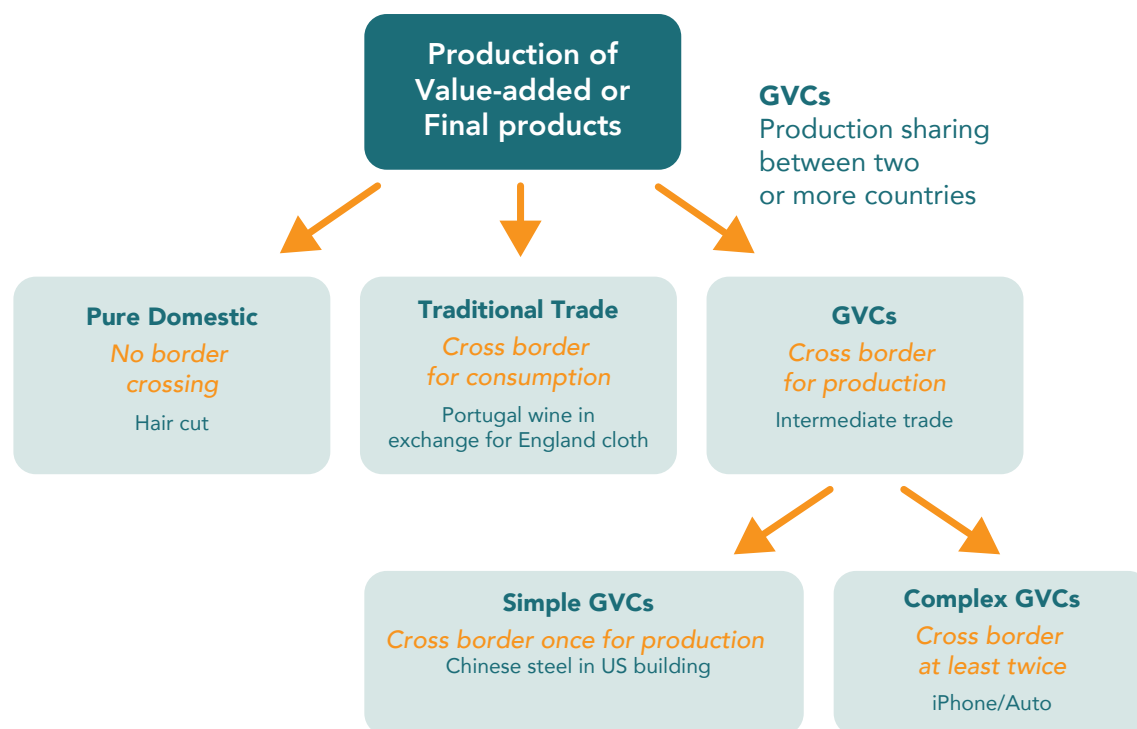 Production of
Value-added or
Final products
GVCs
Production sharing
between two
or more countries
Pure Domestic
No border
crossing
Hair cut
Traditional Trade
Cross border
for consumption
Portugal wine in
exchange for England cloth
GVCs
Cross border
for production
Intermediate trade
Simple GVCs
Cross border once for production
Chinese steel in US building
Complex GVCs
Cross border
at least twice
iPhone/Auto